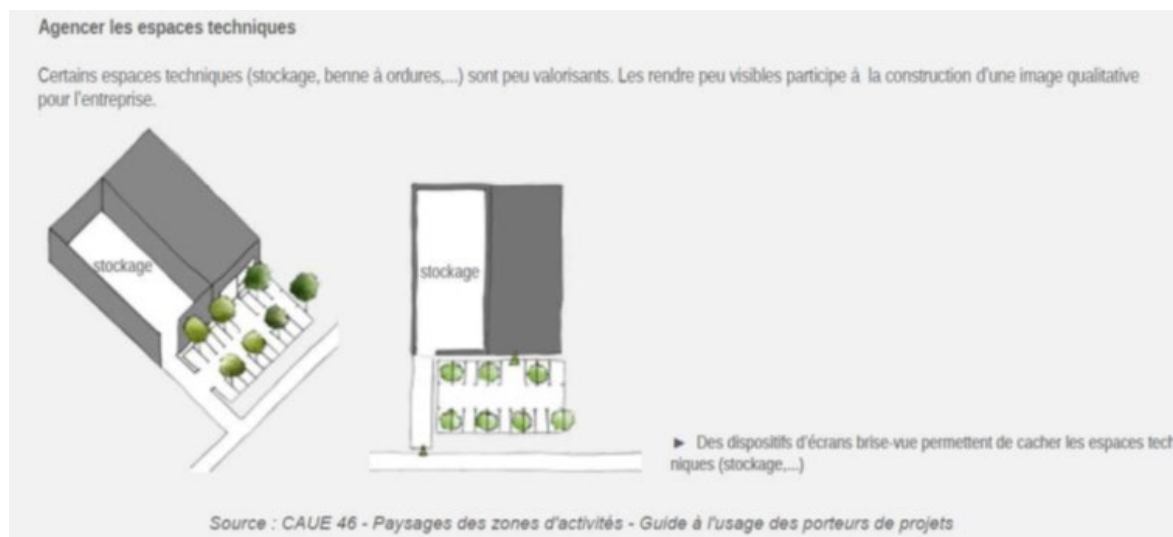 Agencer les espaces techniques
Certains espaces techniques (stockage, benne à ordures,...) sont peu valorisants. Les rendre peu visibles participe à la construction d'une image qualitative
pour l'entreprise.
stockage
stockage
► Des dispositifs d'écrans brise-vue permettent de cacher les espaces tech
niques (stockage,...)
Source : CAUE 46 - Paysages des zones d'activités - Guide à l'usage des porteurs de projets